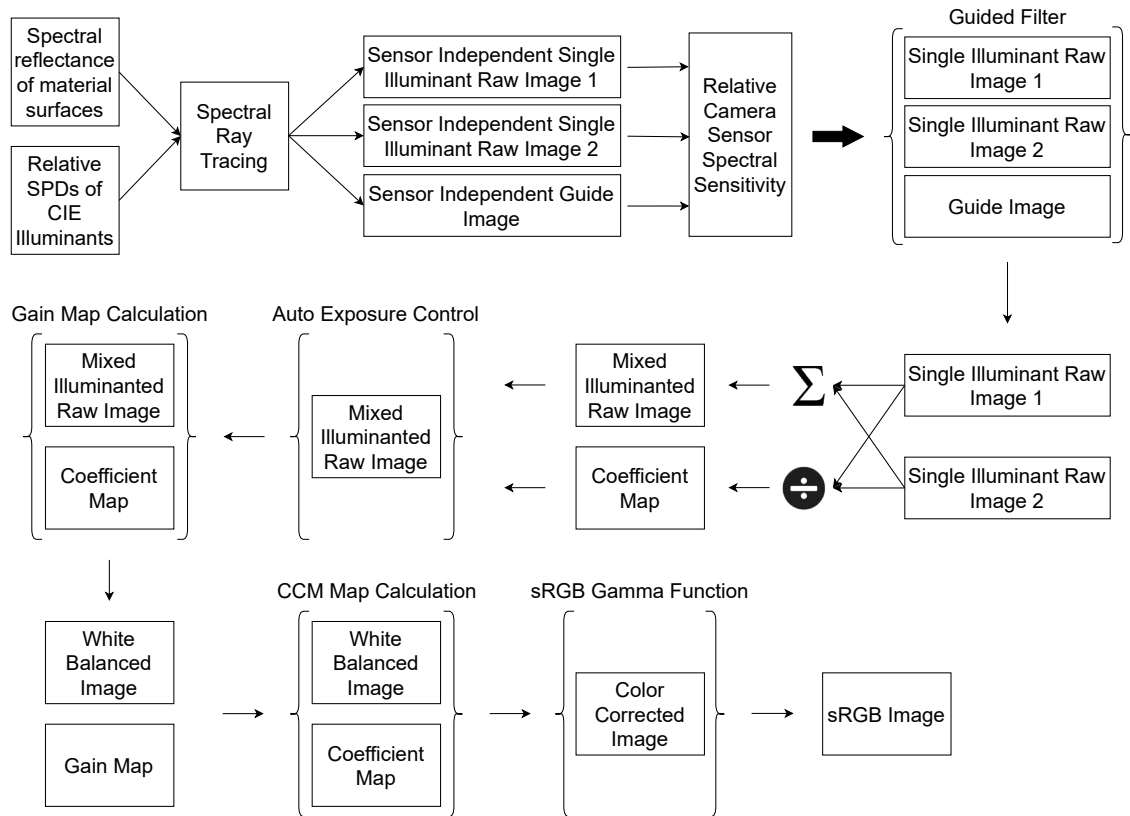 Spectral
reflectance
of material
surfaces
Relative
SPDs of
CIE
Illuminants
Spectral
Ray
Tracing
Sensor Independent Single
Illuminant Raw Image 1
Sensor Independent Single
Illuminant Raw Image 2
Sensor Independent Guide
Image
Relative
Camera
Sensor
Spectral
Sensitivity
Guided Filter
Single Illuminant Raw
Image 1
Single Illuminant Raw
Image 2
Guide Image
Gain Map Calculation
Mixed
Illuminanted
Raw Image
Coefficient
Map
Auto Exposure Control
Mixed
Illuminanted
Raw Image
Mixed
Illuminanted
Raw Image
Coefficient
Map
Σ
÷
Single Illuminant Raw
Image 1
Single Illuminant Raw
Image 2
White
Balanced
Image
Gain Map
CCM Map Calculation
White
Balanced
Image
Coefficient
Map
sRGB Gamma Function
Color
Corrected
Image
sRGB Image